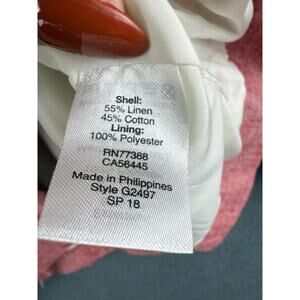 Shell:
55% Linen
45% Cotton
Lining:
100% Polyester
RN77388
CA56445
Made in Philippines
Style G2497
SP 18